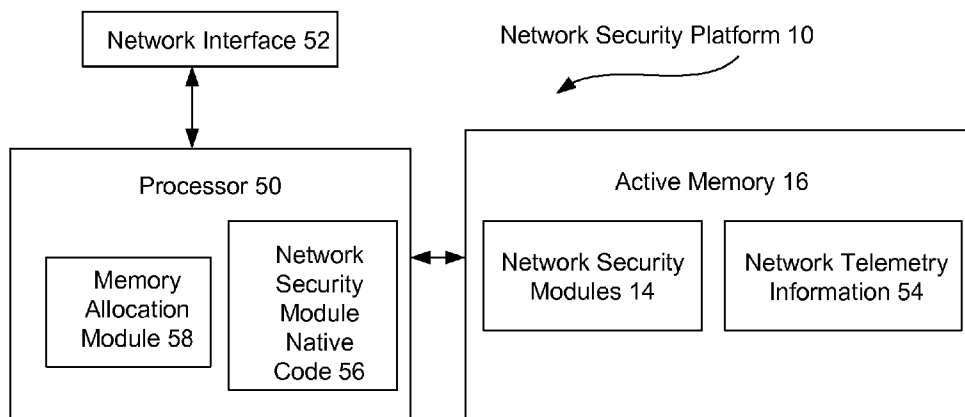 Network Interface 52
Network Security Platform 10
Processor 50
Memory
Allocation
Module 58
Network
Security
Module
Native
Code 56
Active Memory 16
Network Security
Modules 14
Network Telemetry
Information 54